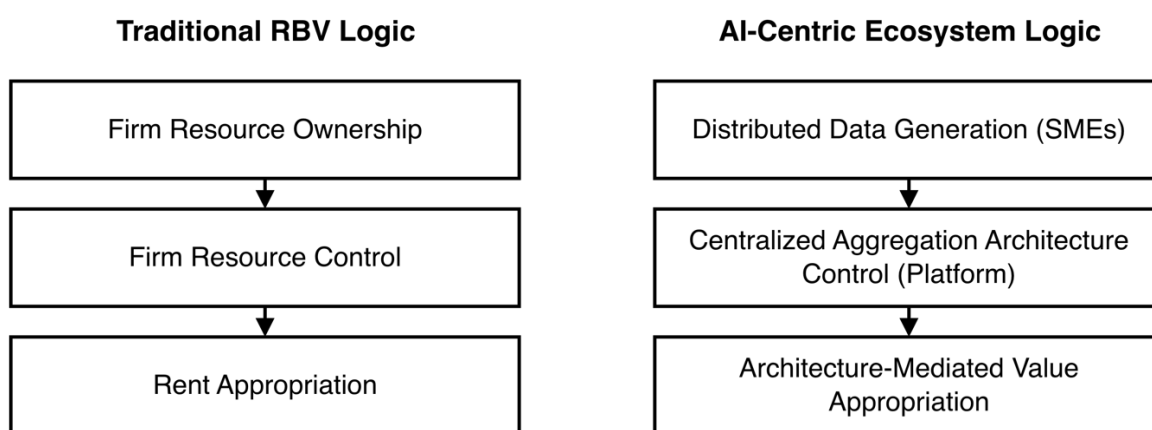 Traditional RBV Logic
Firm Resource Ownership
Firm Resource Control
Rent Appropriation
AI-Centric Ecosystem Logic
Distributed Data Generation (SMEs)
Centralized Aggregation Architecture
Control (Platform)
Architecture-Mediated Value
Appropriation